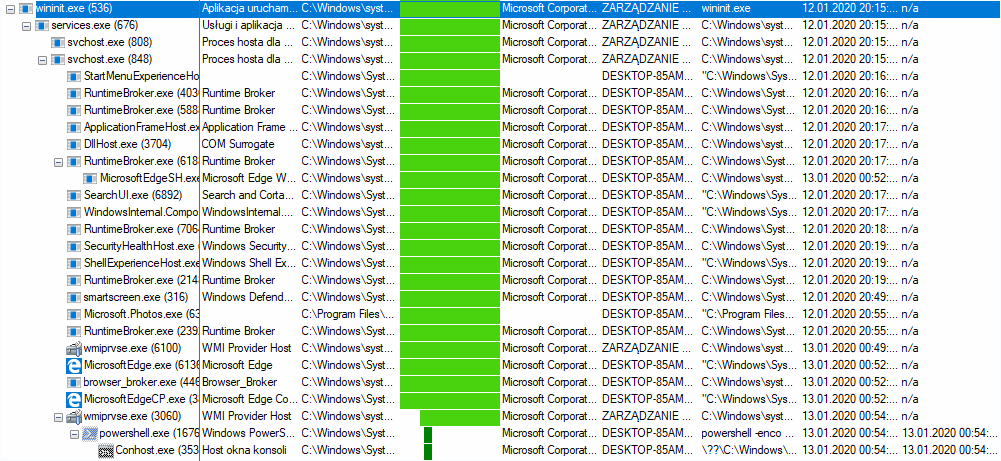 wininit.exe (536) Aplikacja urucham... C:\Windows\syst... Microsoft Corporat... ZARZĄDZANIE ... wininit.exe 12.01.2020 20:15:... n/a
services.exe (676) Usługi i aplikacja ... C:\Windows\syst... Microsoft Corporat... ZARZĄDZANIE ... C:\Windows\syst... 12.01.2020 20:15:... n/a
svchost.exe (808) Proces hosta dla ... C:\Windows\syst... Microsoft Corporat... ZARZĄDZANIE ... C:\Windows\syst... 12.01.2020 20:15:... n/a
svchost.exe (848) Proces hosta dla ... C:\Windows\syst... Microsoft Corporat... ZARZĄDZANIE ... C:\Windows\syst... 12.01.2020 20:15:... n/a
StartMenuExperienceHo C:\Windows\Syst... DESKTOP-85AM... "C:\Windows\Sys... 12.01.2020 20:16:... n/a
RuntimeBroker.exe (403 Runtime Broker C:\Windows\Syst... Microsoft Corporat... DESKTOP-85AM... C:\Windows\Syst... 12.01.2020 20:16:... n/a
RuntimeBroker.exe (588 Runtime Broker C:\Windows\Syst... Microsoft Corporat... DESKTOP-85AM... C:\Windows\Syst... 12.01.2020 20:16:... n/a
ApplicationFrameHost.ex Application Frame ... C:\Windows\syst... Microsoft Corporat... DESKTOP-85AM... C:\Windows\syst... 12.01.2020 20:17:... n/a
DllHost.exe (3704) COM Surrogate C:\Windows\syst... Microsoft Corporat... DESKTOP-85AM... C:\Windows\syst... 12.01.2020 20:17:... n/a
RuntimeBroker.exe (618 Runtime Broker C:\Windows\Syst... Microsoft Corporat... DESKTOP-85AM... C:\Windows\Syst... 12.01.2020 20:17:... n/a
MicrosoftEdgeSH.exe Microsoft Edge W... C:\Windows\syst... Microsoft Corporat... DESKTOP-85AM... C:\Windows\syst... 13.01.2020 00:52:... n/a
SearchUI.exe (6892) Search and Corta... C:\Windows\Syst... Microsoft Corporat... DESKTOP-85AM... "C:\Windows\Sys... 12.01.2020 20:17:... n/a
WindowsInternal.Compo WindowsInternal.... C:\Windows\Syst... Microsoft Corporat... DESKTOP-85AM... "C:\Windows\Sys... 12.01.2020 20:17:... n/a
RuntimeBroker.exe (706 Runtime Broker C:\Windows\Syst... Microsoft Corporat... DESKTOP-85AM... C:\Windows\Syst... 12.01.2020 20:18:... n/a
SecurityHealthHost.exe Windows Security... C:\Windows\Syst... Microsoft Corporat... DESKTOP-85AM... C:\Windows\Syst... 12.01.2020 20:19:... n/a
ShellExperienceHost.exe Windows Shell Ex... C:\Windows\Syst... Microsoft Corporat... DESKTOP-85AM... "C:\Windows\Sys... 12.01.2020 20:19:... n/a
RuntimeBroker.exe (214 Runtime Broker C:\Windows\Syst... Microsoft Corporat... DESKTOP-85AM... C:\Windows\Syst... 12.01.2020 20:19:... n/a
smartscreen.exe (316) Windows Defend... C:\Windows\Syst... Microsoft Corporat... DESKTOP-85AM... C:\Windows\Syst... 12.01.2020 20:49:... n/a
Microsoft.Photos.exe (63 C:\Program Files\... DESKTOP-85AM... "C:\Program Files... 12.01.2020 20:55:... n/a
RuntimeBroker.exe (239 Runtime Broker C:\Windows\Syst... Microsoft Corporat... DESKTOP-85AM... C:\Windows\Syst... 12.01.2020 20:55:... n/a
wmiprvse.exe (6100) WMI Provider Host C:\Windows\syst... Microsoft Corporat... ZARZĄDZANIE ... C:\Windows\syst... 13.01.2020 00:49:... n/a
MicrosoftEdge.exe (6136 Microsoft Edge C:\Windows\Syst... Microsoft Corporat... DESKTOP-85AM... "C:\Windows\Sys... 13.01.2020 00:52:... n/a
browser_broker.exe (446 Browser_Broker C:\Windows\syst... Microsoft Corporat... DESKTOP-85AM... C:\Windows\syst... 13.01.2020 00:52:... n/a
MicrosoftEdgeCP.exe ( Microsoft Edge Co... C:\Windows\Syst... Microsoft Corporat... DESKTOP-85AM... "C:\Windows\Sys... 13.01.2020 00:52:... n/a
wmiprvse.exe (3060) WMI Provider Host C:\Windows\syst... Microsoft Corporat... ZARZĄDZANIE ... C:\Windows\syst... 13.01.2020 00:54:... n/a
powershell.exe (1676 Windows PowerS... C:\Windows\Syst... Microsoft Corporat... DESKTOP-85AM... powershell -enco ... 13.01.2020 00:54:... 13.01.2020 00:54:...
Conhost.exe (353 Host okna konsoli C:\Windows\Syst... Microsoft Corporat... DESKTOP-85AM... \??\C:\Windows\... 13.01.2020 00:54:... 13.01.2020 00:54:...